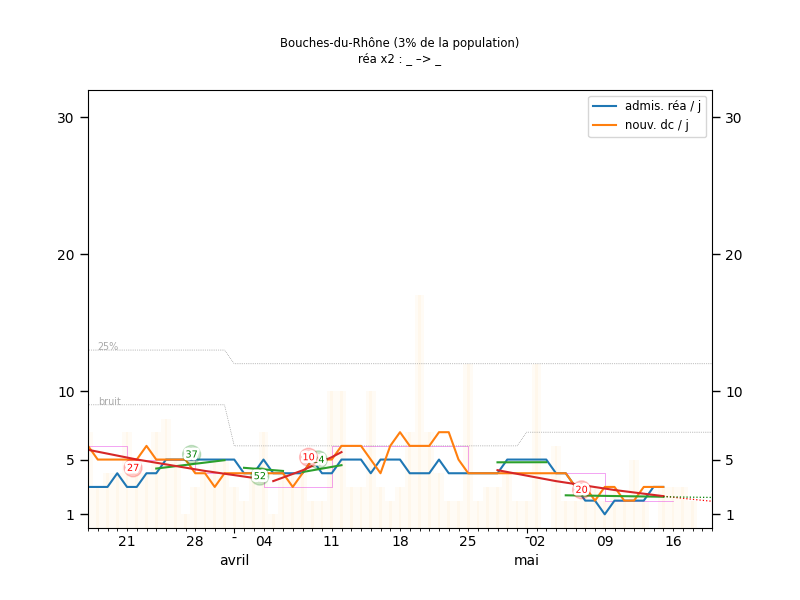 Bouches-du-Rhône (3% de la population)
réa x2 : _ –> _
admis. réa / j
nouv. dc / j
30 30
20 20
25%
10 10
bruit
37
10
5 27 52 5
20
1 1
21 28 04 11 18 25 02 09 16
avril mai